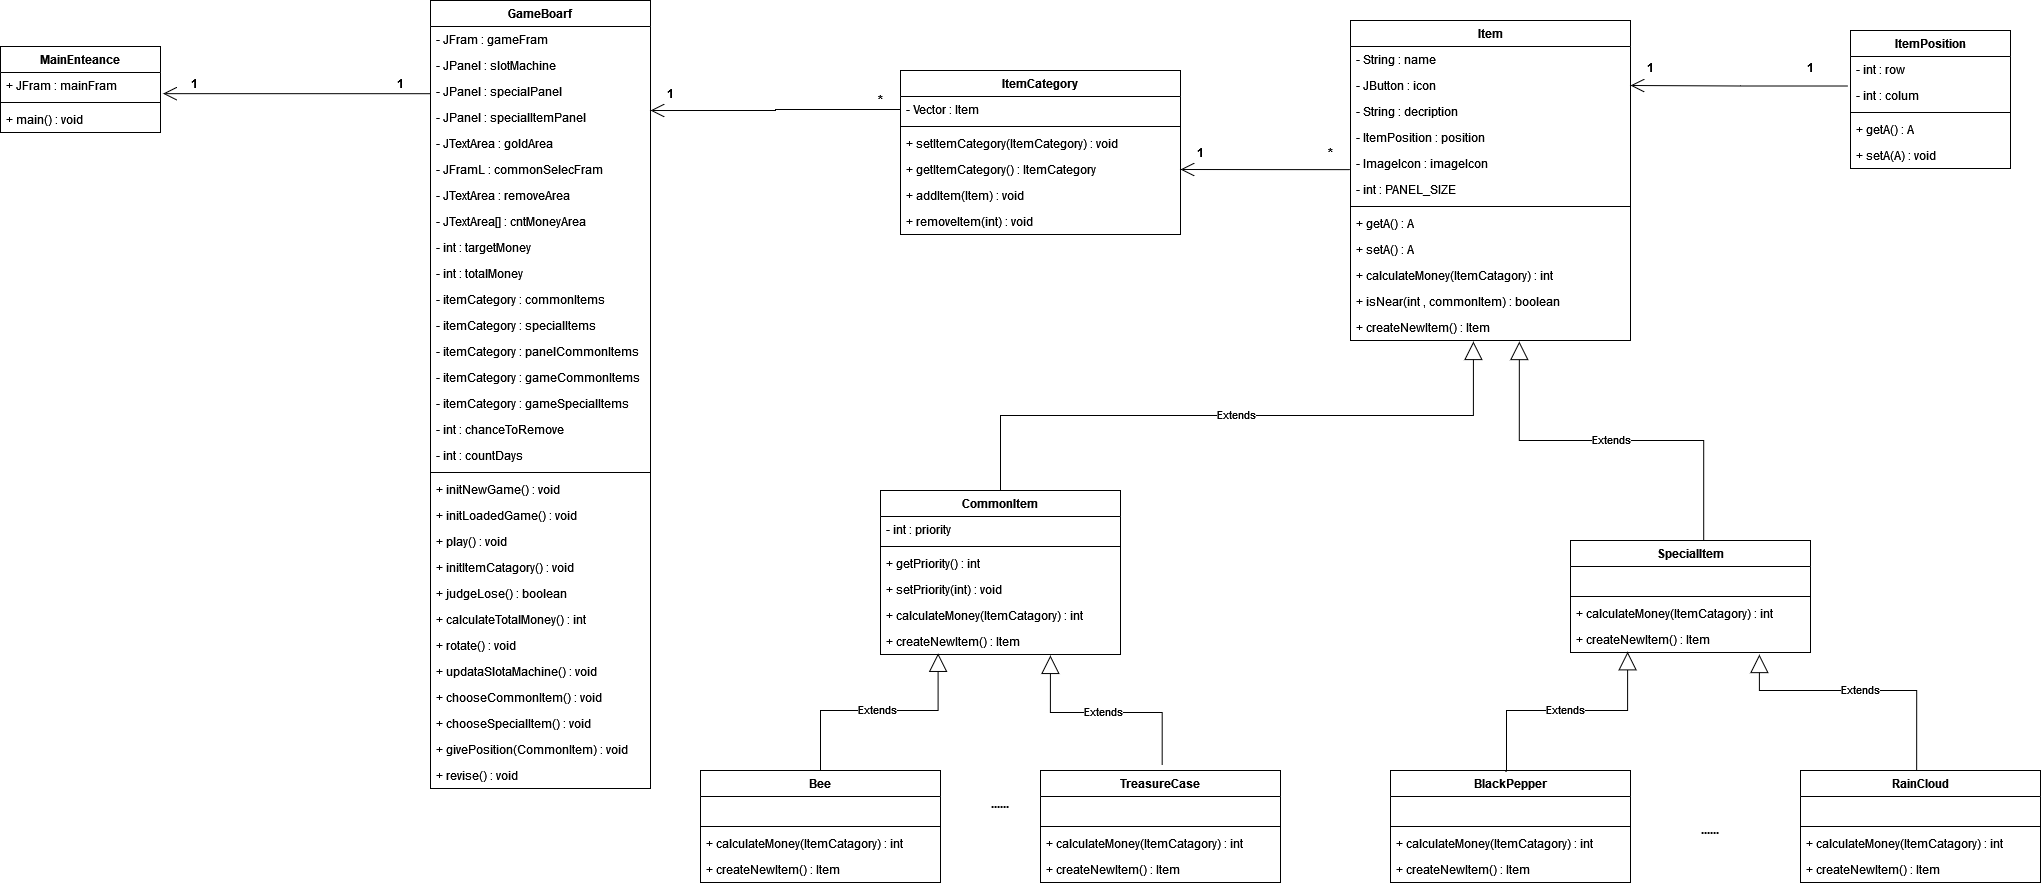 MainEnteance
+ JFram : mainFram
+ main() : void
1
1
GameBoarf
- JFram : gameFram
- JPanel : slotMachine
- JPanel : specialPanel
- JPanel : specialItemPanel
- JTextArea : goldArea
- JFramL : commonSelecFram
- JTextArea : removeArea
- JTextArea[] : cntMoneyArea
- int : targetMoney
- int : totalMoney
- itemCategory : commonItems
- itemCategory : specialItems
- itemCategory : panelCommonItems
- itemCategory : gameCommonItems
- itemCategory : gameSpecialItems
- int : chanceToRemove
- int : countDays
+ initNewGame() : void
+ initLoadedGame() : void
+ play() : void
+ initItemCatagory() : void
+ judgeLose() : boolean
+ calculateTotalMoney() : int
+ rotate() : void
+ updataSlotaMachine() : void
+ chooseCommonItem() : void
+ chooseSpecialItem() : void
+ givePosition(CommonItem) : void
+ revise() : void
1
*
ItemCategory
- Vector : Item
+ setItemCategory(ItemCategory) : void
+ getItemCategory() : ItemCategory
+ addItem(Item) : void
+ removeItem(int) : void
1
*
Item
- String : name
- JButton : icon
- String : decription
- ItemPosition : position
- ImageIcon : imageIcon
- int : PANEL_SIZE
+ getA() : A
+ setA() : A
+ calculateMoney(ItemCatagory) : int
+ isNear(int , commonItem) : boolean
+ createNewItem() : Item
1
1
ItemPosition
- int : row
- int : colum
+ getA() : A
+ setA(A) : void
Extends
Extends
CommonItem
- int : priority
+ getPriority() : int
+ setPriority(int) : void
+ calculateMoney(ItemCatagory) : int
+ createNewItem() : Item
SpecialItem
+ calculateMoney(ItemCatagory) : int
+ createNewItem() : Item
Extends
Extends
Extends
Extends
Bee
+ calculateMoney(ItemCatagory) : int
+ createNewItem() : Item
......
TreasureCase
+ calculateMoney(ItemCatagory) : int
+ createNewItem() : Item
BlackPepper
+ calculateMoney(ItemCatagory) : int
+ createNewItem() : Item
......
RainCloud
+ calculateMoney(ItemCatagory) : int
+ createNewItem() : Item